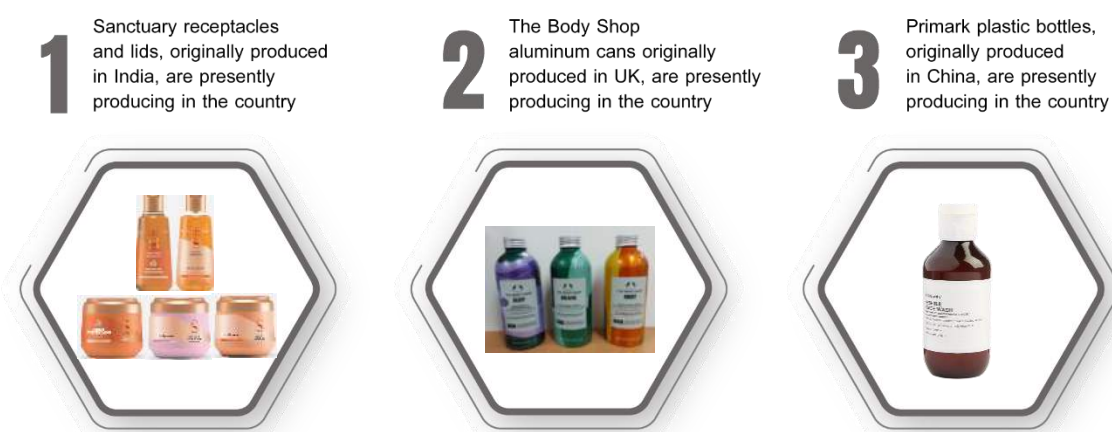 1
Sanctuary receptacles
and lids, originally produced
in India, are presently
producing in the country
2
The Body Shop
aluminum cans originally
produced in UK, are presently
producing in the country
3
Primark plastic bottles,
originally produced
in China, are presently
producing in the country